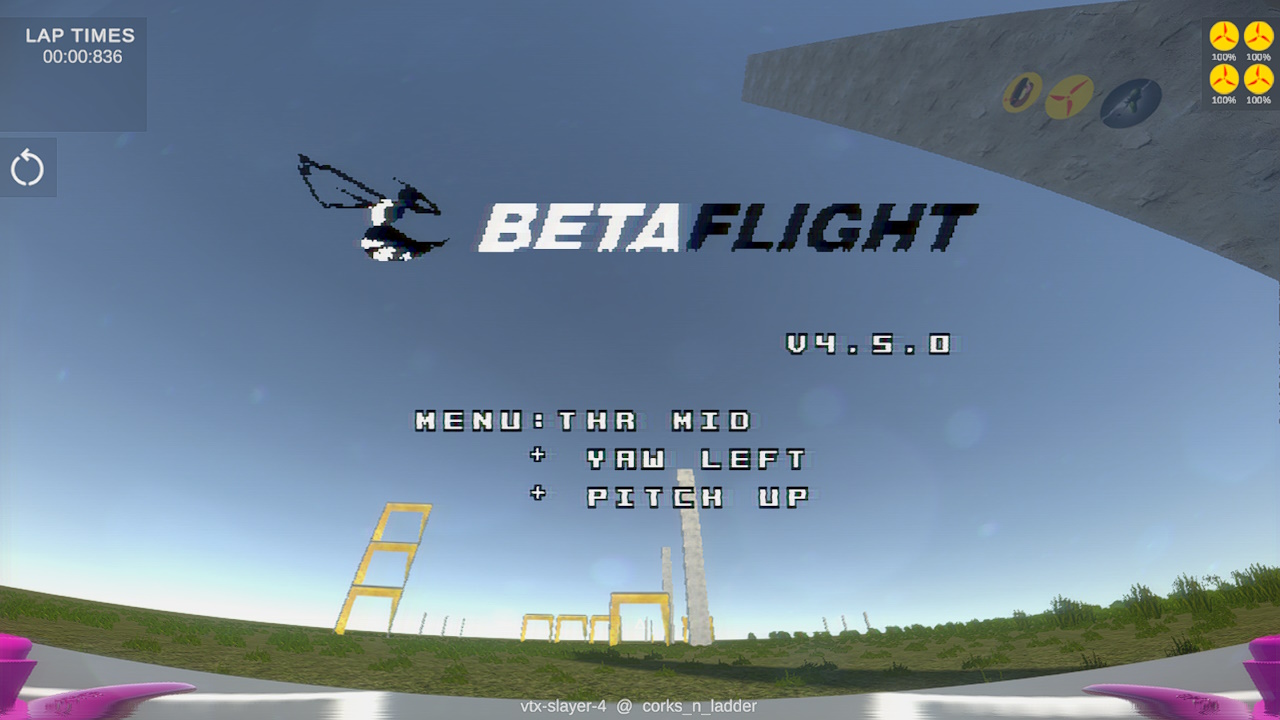 LAP TIMES
00:00:836
100% 100%
100% 100%
BETAFLIGHT
V4.5.0
MENU:THR MID
+ YAW LEFT
+ PITCH UP
vtx-slayer-4 @ corks_n_ladder